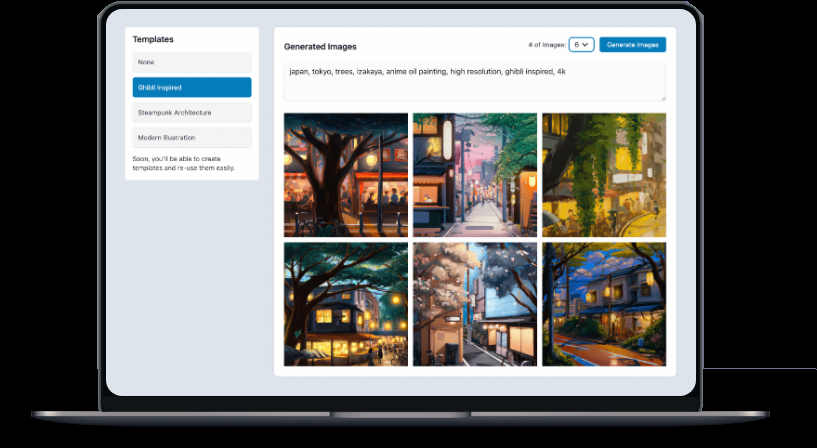 Templates
None
Ghibli Inspired
Steampunk Architecture
Modern Illustration
Soon, you'll be able to create
templates and re-use them easily.
Generated Images
# of Images: 6 Generate Images
japan, tokyo, trees, izakaya, anime oil painting, high resolution, ghibli inspired, 4k